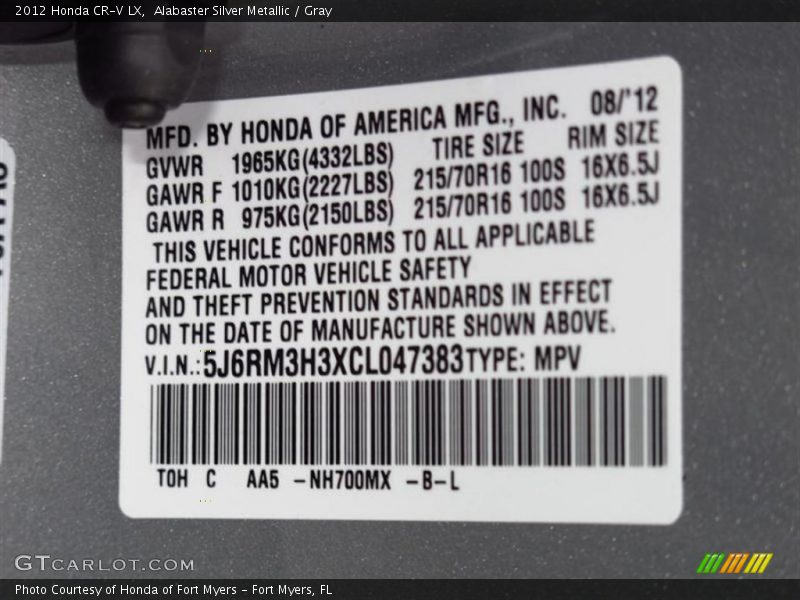 2012 Honda CR-V LX,  Alabaster Silver Metallic / Gray
MFD. BY HONDA OF AMERICA MFG., INC. 08/'12
GVWR 1965KG(4332LBS) TIRE SIZE RIM SIZE
GAWR F 1010KG(2227LBS) 215/70R16 100S 16X6.5J
GAWR R 975KG(2150LBS) 215/70R16 100S 16X6.5J
THIS VEHICLE CONFORMS TO ALL APPLICABLE
FEDERAL MOTOR VEHICLE SAFETY
AND THEFT PREVENTION STANDARDS IN EFFECT
ON THE DATE OF MANUFACTURE SHOWN ABOVE.
V.I.N.:5J6RM3H3XCL047383TYPE: MPV
TOH C AA5 -NH700MX -B-L
GTCARLOT.COM
Photo Courtesy of Honda of Fort Myers - Fort Myers, FL